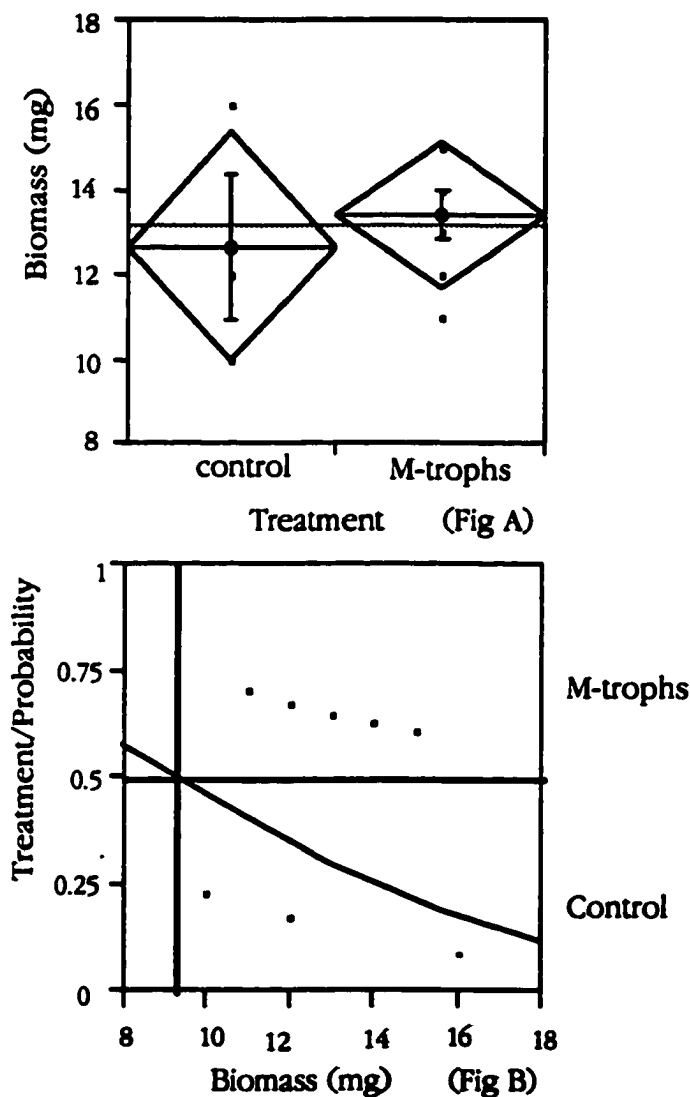 18
16
14
12
10
8
Biomass (mg)
control M-trophs
Treatment (Fig A)
1
0.75
0.5
0.25
0
Treatment/Probability
M-trophs
Control
8 10 12 14 16 18
Biomass (mg) (Fig B)